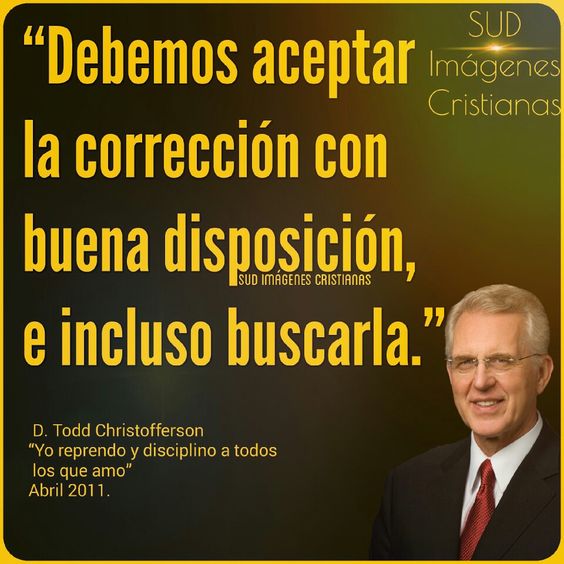 SUD
Imágenes
Cristianas
“Debemos aceptar
la corrección con
buena disposición,
SUD IMÁGENES CRISTIANAS
e incluso buscarla.”
D. Todd Christofferson
“Yo reprendo y disciplino a todos
los que amo”
Abril 2011.